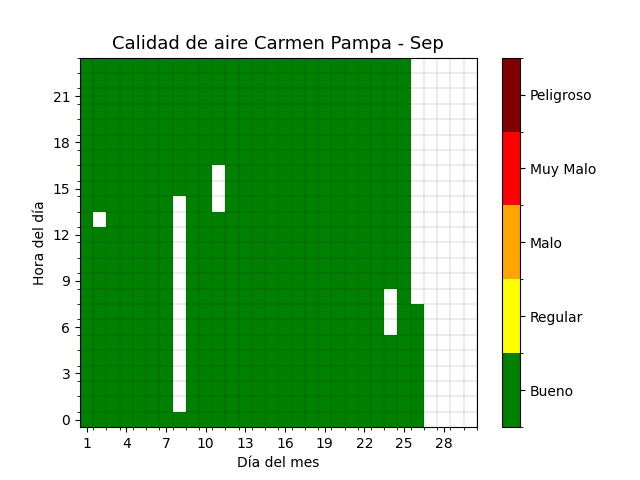 Calidad de aire Carmen Pampa - Sep
21
18
15
12
9
6
3
0
Hora del día
1 4 7 10 13 16 19 22 25 28
Día del mes
Peligroso
Muy Malo
Malo
Regular
Bueno